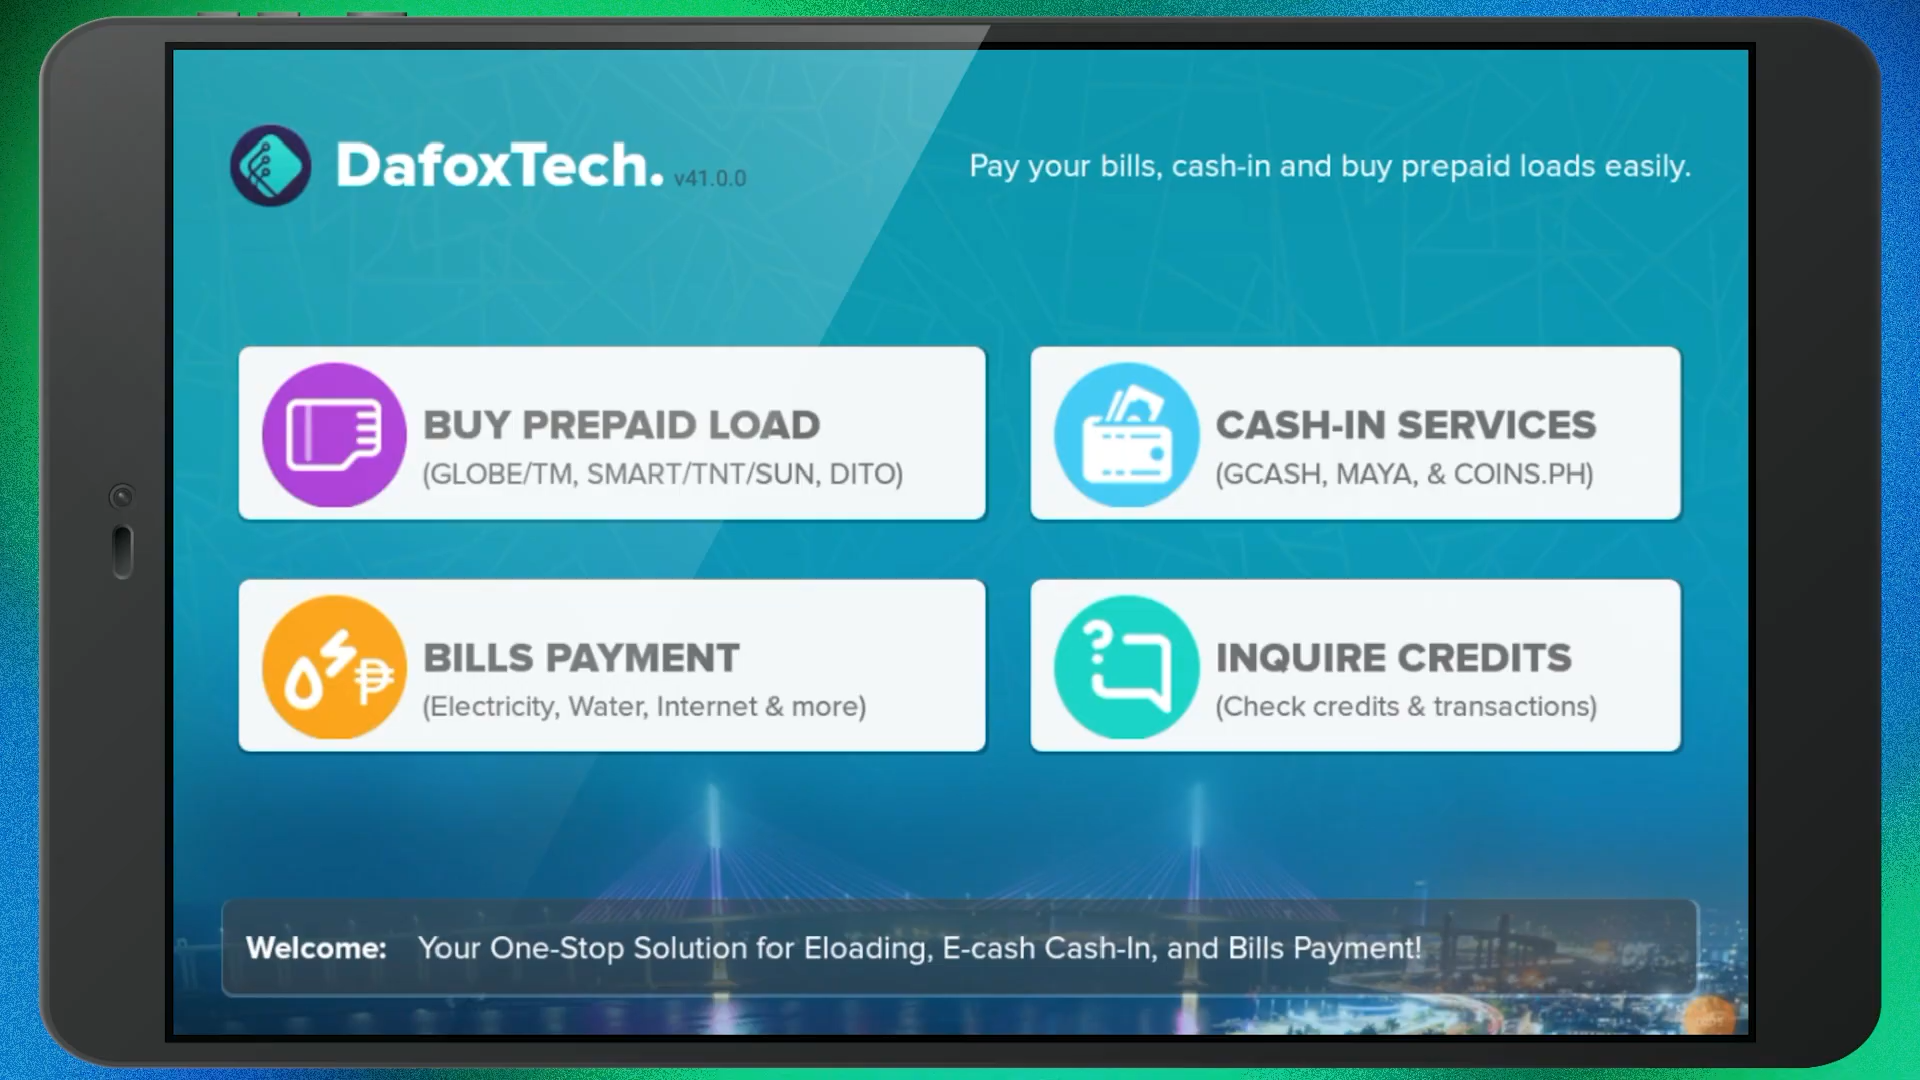 DafoxTech. v41.0.0
Pay your bills, cash-in and buy prepaid loads easily.
BUY PREPAID LOAD
(GLOBE/TM, SMART/TNT/SUN, DITO)
CASH-IN SERVICES
(GCASH, MAYA, & COINS.PH)
BILLS PAYMENT
(Electricity, Water, Internet & more)
INQUIRE CREDITS
(Check credits & transactions)
Welcome: Your One-Stop Solution for Eloading, E-cash Cash-In, and Bills Payment!